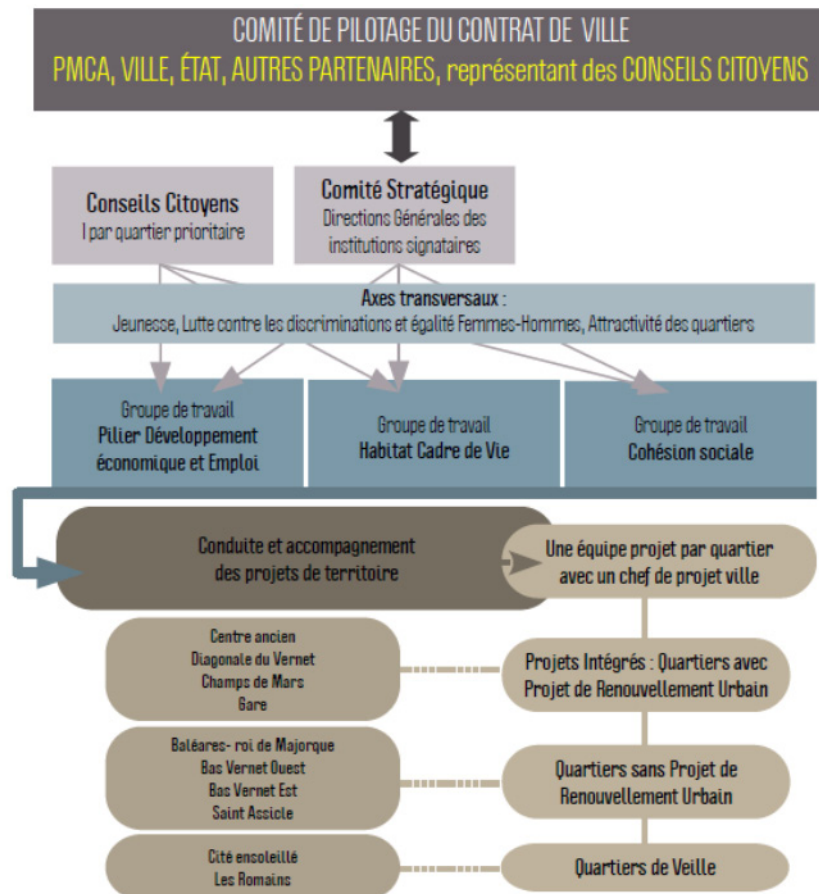 COMITÉ DE PILOTAGE DU CONTRAT DE VILLE
PMCA, VILLE, ÉTAT, AUTRES PARTENAIRES, représentant des CONSEILS CITOYENS
Conseils Citoyens
1 par quartier prioritaire
Comité Stratégique
Directions Générales des
institutions signataires
Axes transversaux :
Jeunesse, Lutte contre les discriminations et égalité Femmes-Hommes, Attractivité des quartiers
Groupe de travail
Pilier Développement
économique et Emploi
Groupe de travail
Habitat Cadre de Vie
Groupe de travail
Cohésion sociale
Conduite et accompagnement
des projets de territoire
Une équipe projet par quartier
avec un chef de projet ville
Centre ancien
Diagonale du Vernet
Champs de Mars
Gare
Projets Intégrés : Quartiers avec
Projet de Renouvellement Urbain
Baléares- roi de Majorque
Bas Vernet Ouest
Bas Vernet Est
Saint Assicle
Quartiers sans Projet de
Renouvellement Urbain
Cité ensoleillé
Les Romains
Quartiers de Veille